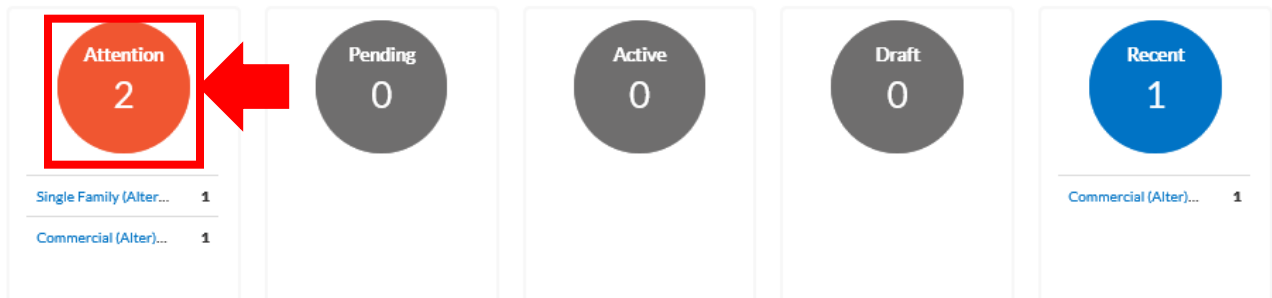 Attention
2
Pending
0
Active
0
Draft
0
Recent
1
Single Family (Alter... 1
Commercial (Alter)... 1
Commercial (Alter)... 1